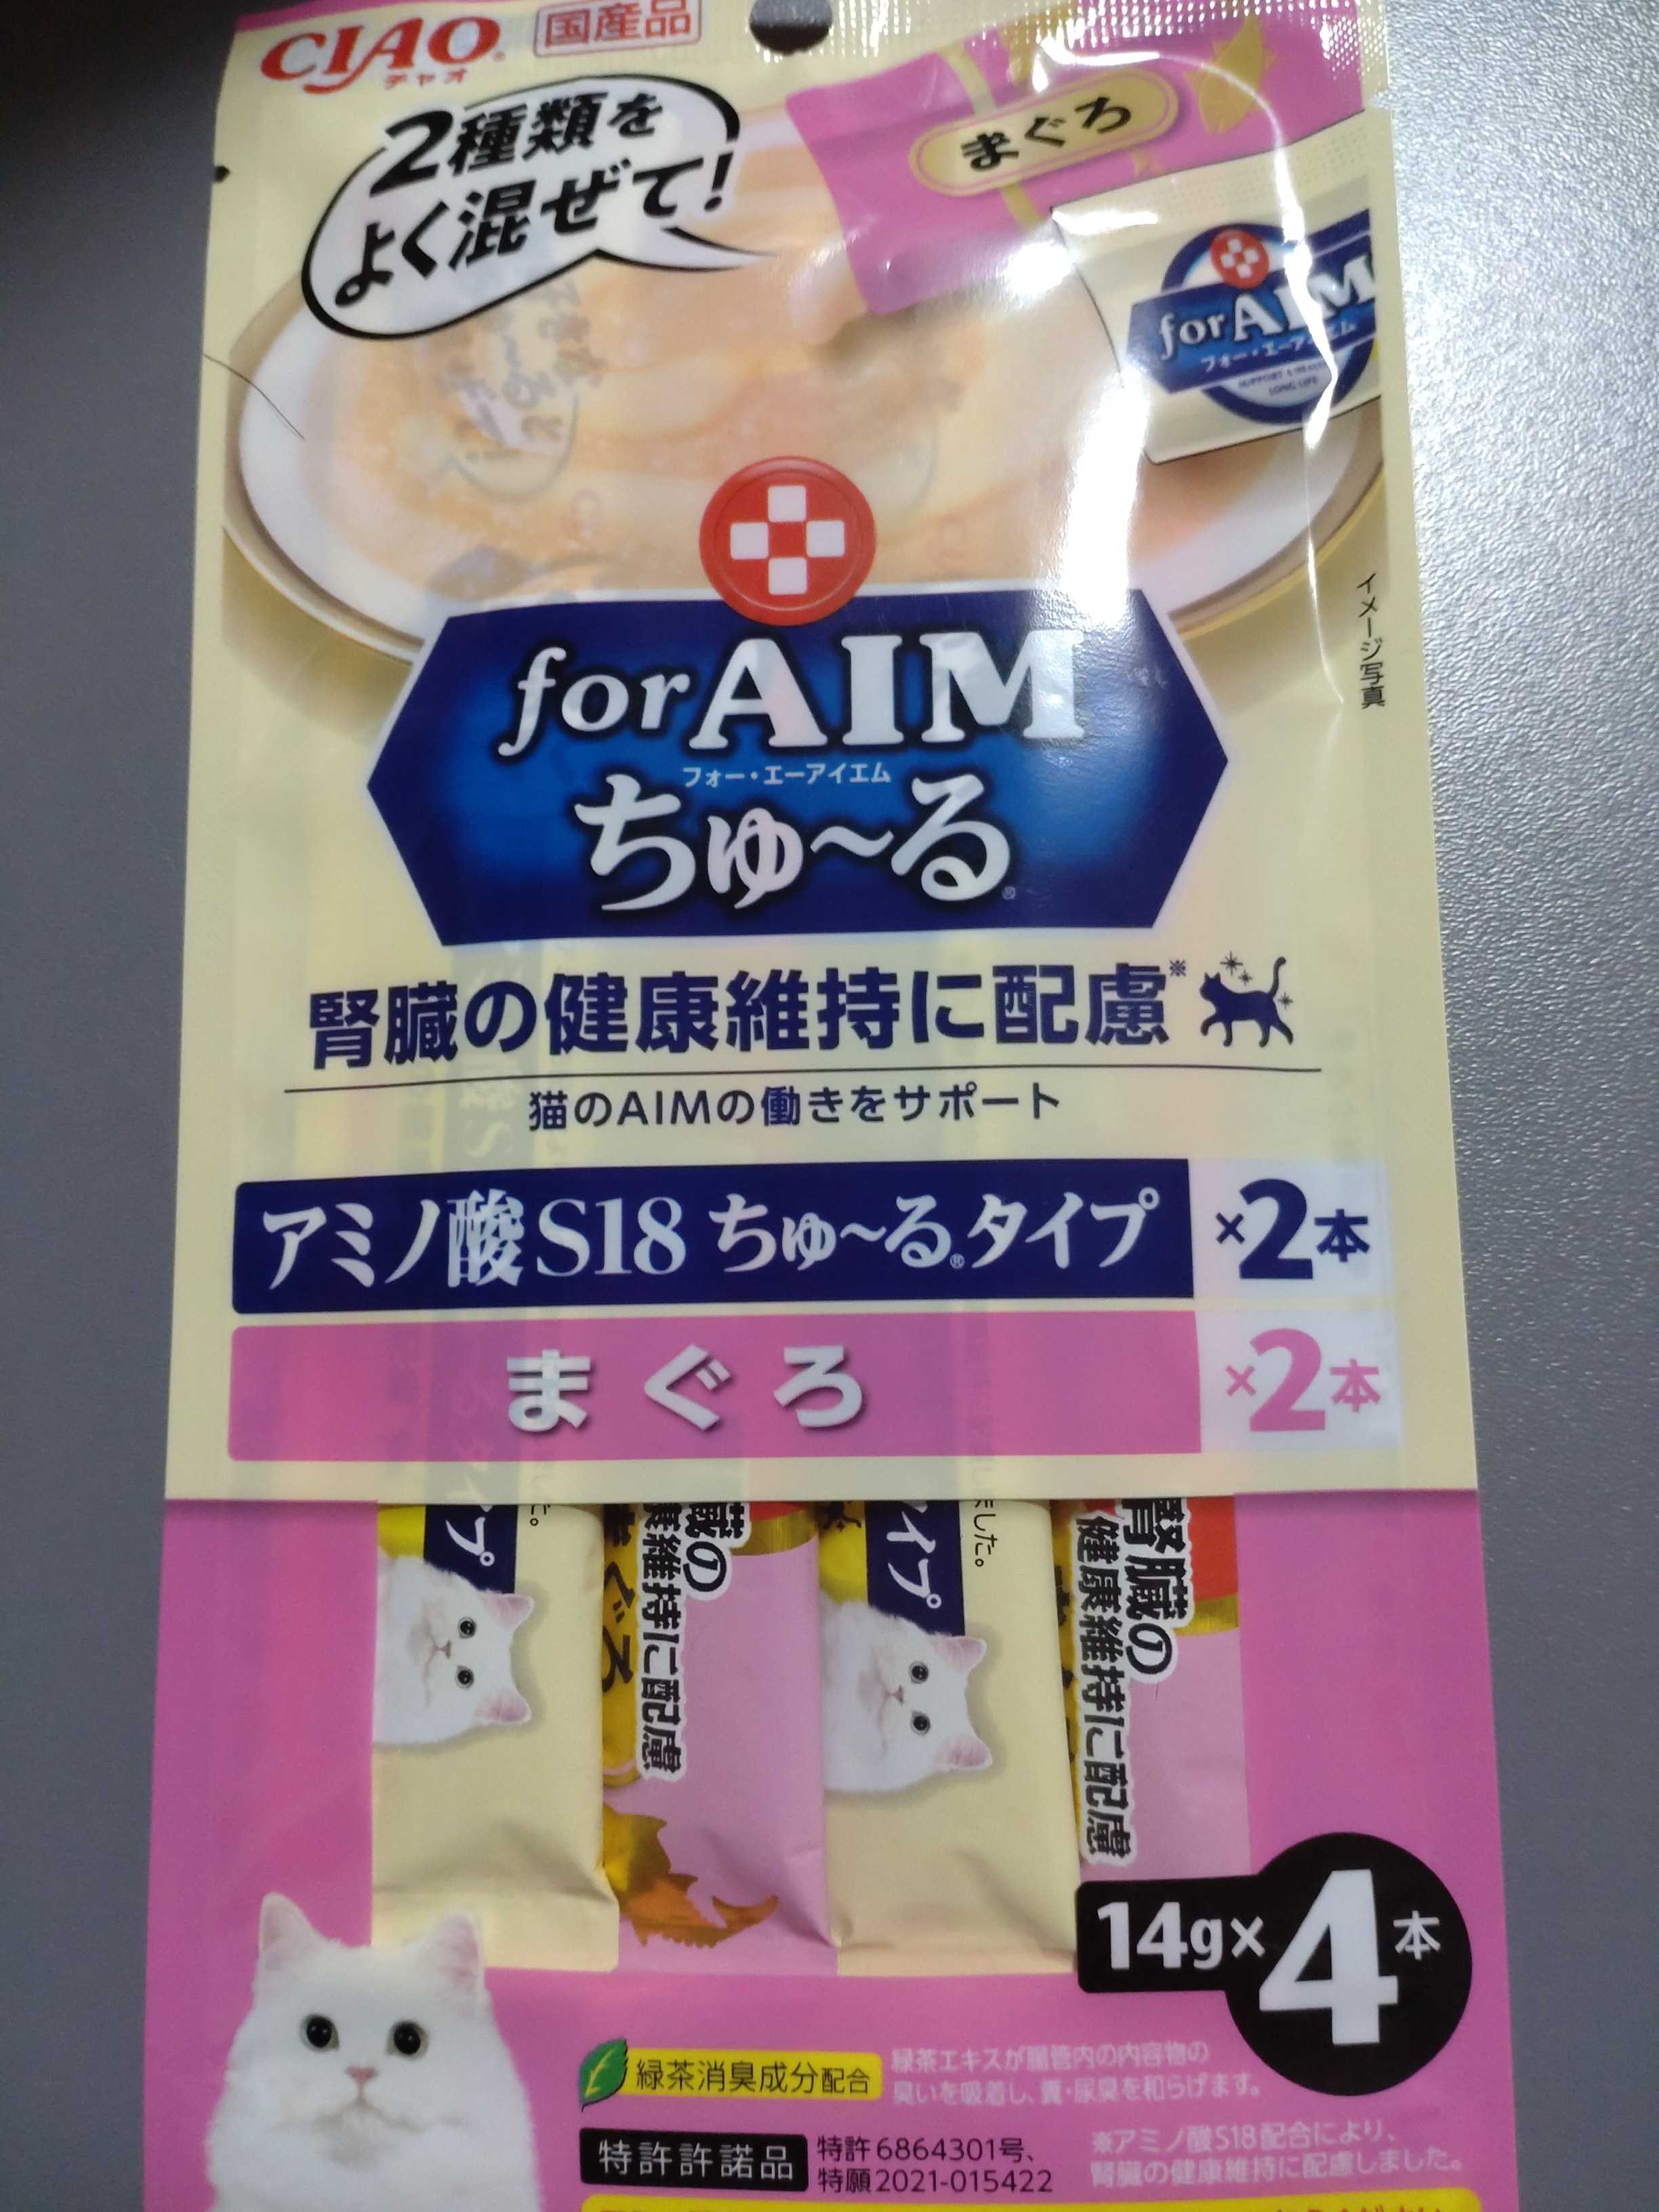 CIAO
チャオ
国産品
2種類を
よく混ぜて!
まぐろ
for AIM
フォー・エーアイエム
SUPPORT
LONG LIFE
イメージ写真
for AIM
フォー・エーアイエム
ちゅ~る®
腎臓の健康維持に配慮※
猫のAIMの働きをサポート
アミノ酸S18 ちゅ~る®タイプ ×2本
まぐろ ×2本
イプ
した。
まぐろ
腎臓の
健康維持に配慮
14g×4本
緑茶消臭成分配合
緑茶エキスが腸管内の内容物の
臭いを吸着し、糞・尿臭を和らげます。
特許許諾品
特許6864301号、
特願2021-015422
※アミノ酸S18配合により、
腎臓の健康維持に配慮しました。